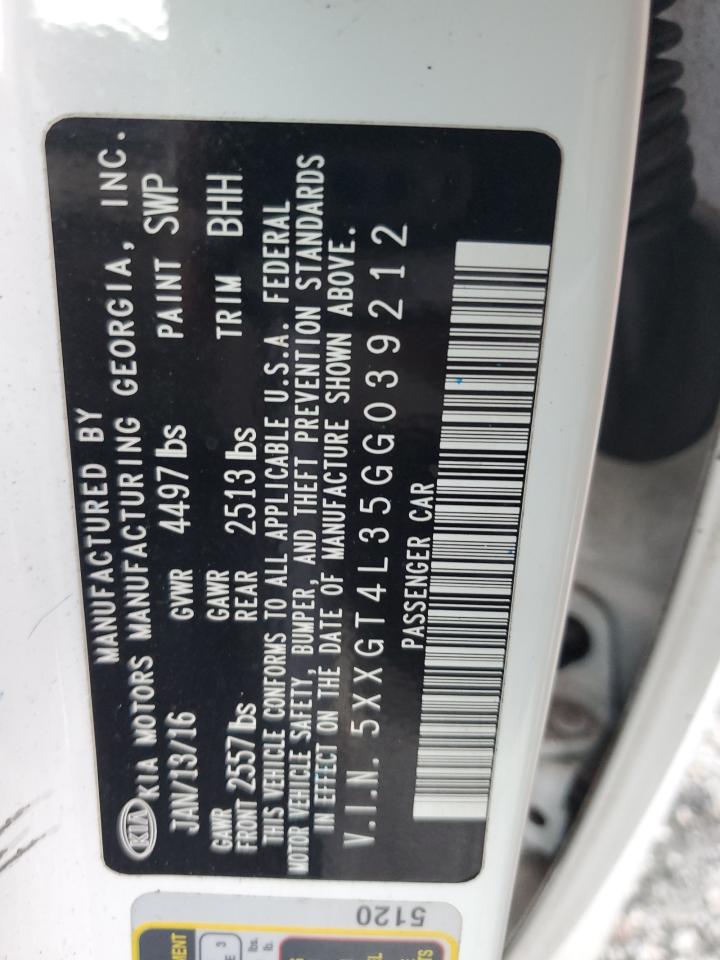 MANUFACTURED BY
KIA KIA MOTORS MANUFACTURING GEORGIA, INC.
JAN/13/16 GVWR 4497 lbs PAINT SWP
GAWR FRONT 2557 lbs GAWR REAR 2513 lbs TRIM BHH
THIS VEHICLE CONFORMS TO ALL APPLICABLE U.S.A. FEDERAL
MOTOR VEHICLE SAFETY, BUMPER, AND THEFT PREVENTION STANDARDS
IN EFFECT ON THE DATE OF MANUFACTURE SHOWN ABOVE.
V.I.N. 5XXGT4L35GG039212
PASSENGER CAR
5120